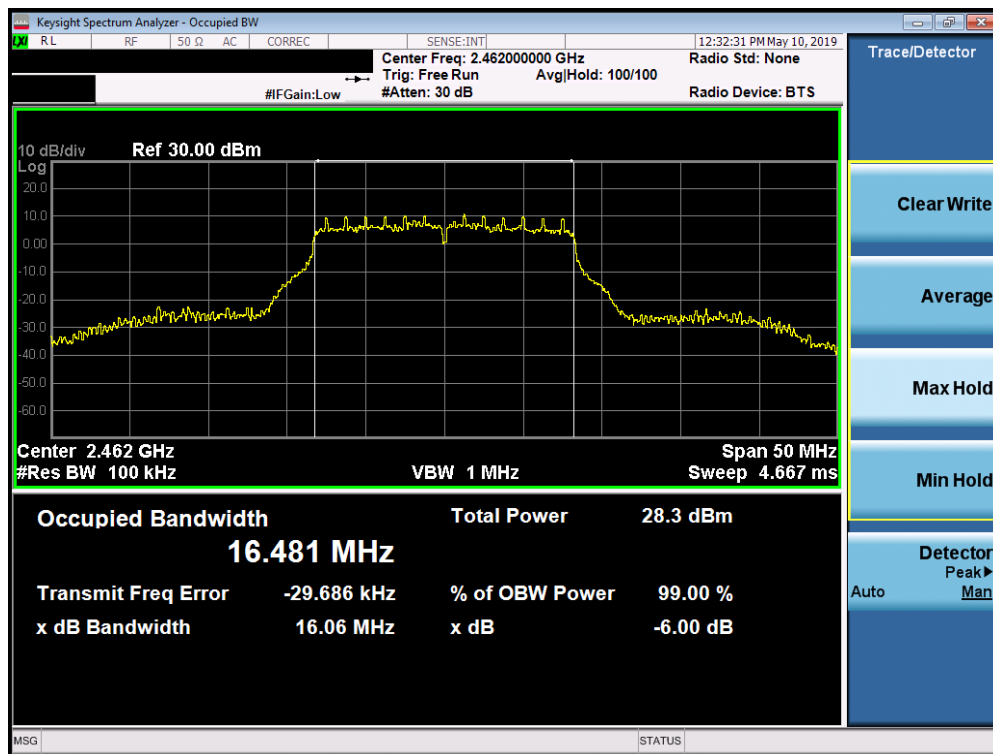 Keysight Spectrum Analyzer - Occupied BW
LXI RL RF 50 Ω AC CORREC SENSE:INT 12:32:31 PM May 10, 2019
Center Freq: 2.462000000 GHz Radio Std: None
Trig: Free Run Avg|Hold: 100/100
#IFGain:Low #Atten: 30 dB Radio Device: BTS
Trace/Detector
10 dB/div Ref 30.00 dBm
Log
20.0
10.0
0.00
-10.0
-20.0
-30.0
-40.0
-50.0
-60.0
Center 2.462 GHz Span 50 MHz
#Res BW 100 kHz VBW 1 MHz Sweep 4.667 ms
Occupied Bandwidth Total Power 28.3 dBm
16.481 MHz
Transmit Freq Error -29.686 kHz % of OBW Power 99.00 %
x dB Bandwidth 16.06 MHz x dB -6.00 dB
Clear Write
Average
Max Hold
Min Hold
Detector
Peak▶
Auto Man
MSG STATUS